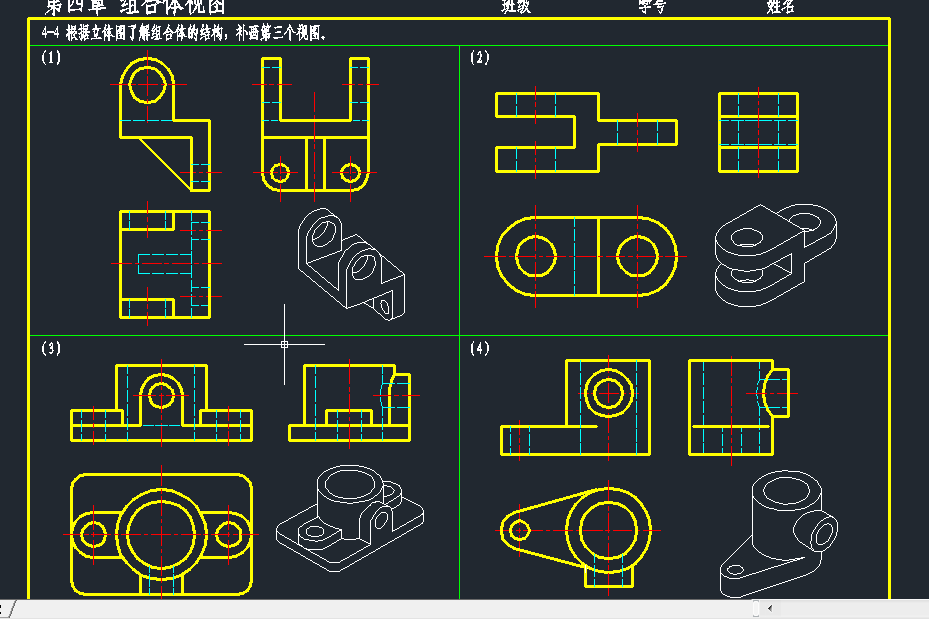 第四章 组合体视图 班级 学号 姓名
4-4 根据立体图了解组合体的结构，补画第三个视图。
(1)
(2)
(3)
(4)